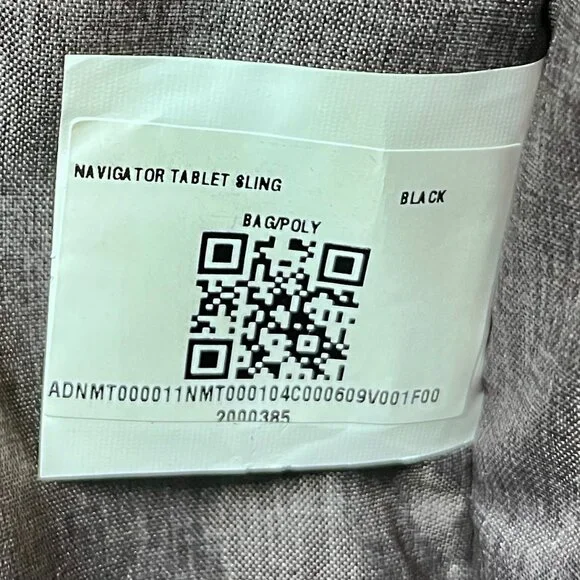 NAVIGATOR TABLET SLING
BLACK
BAG/POLY
ADNMT000011NMT000104C000609V001F00
2000385